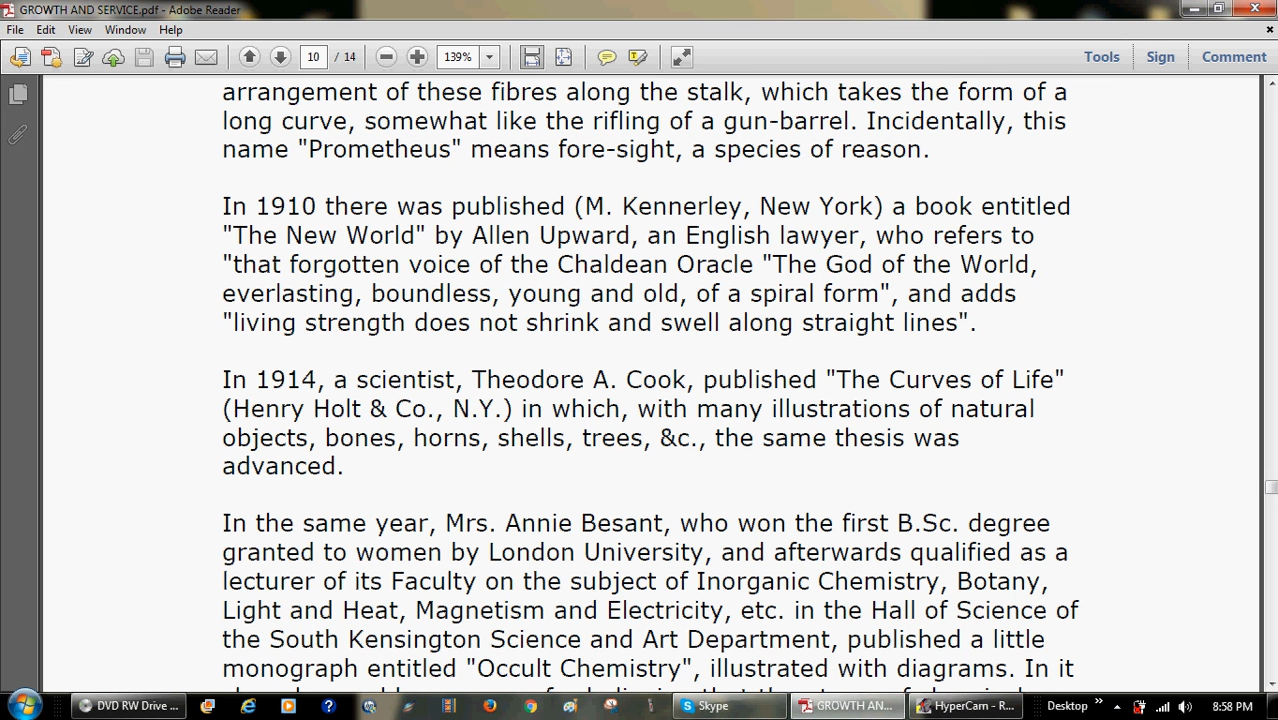 GROWTH AND SERVICE.pdf - Adobe Reader
File Edit View Window Help
10 / 14 139% Tools Sign Comment
arrangement of these fibres along the stalk, which takes the form of a
long curve, somewhat like the rifling of a gun-barrel. Incidentally, this
name "Prometheus" means fore-sight, a species of reason.
In 1910 there was published (M. Kennerley, New York) a book entitled
"The New World" by Allen Upward, an English lawyer, who refers to
"that forgotten voice of the Chaldean Oracle "The God of the World,
everlasting, boundless, young and old, of a spiral form", and adds
"living strength does not shrink and swell along straight lines".
In 1914, a scientist, Theodore A. Cook, published "The Curves of Life"
(Henry Holt & Co., N.Y.) in which, with many illustrations of natural
objects, bones, horns, shells, trees, &c., the same thesis was
advanced.
In the same year, Mrs. Annie Besant, who won the first B.Sc. degree
granted to women by London University, and afterwards qualified as a
lecturer of its Faculty on the subject of Inorganic Chemistry, Botany,
Light and Heat, Magnetism and Electricity, etc. in the Hall of Science of
the South Kensington Science and Art Department, published a little
monograph entitled "Occult Chemistry", illustrated with diagrams. In it
DVD RW Drive ... Skype GROWTH AN... HyperCam - R... Desktop 8:58 PM